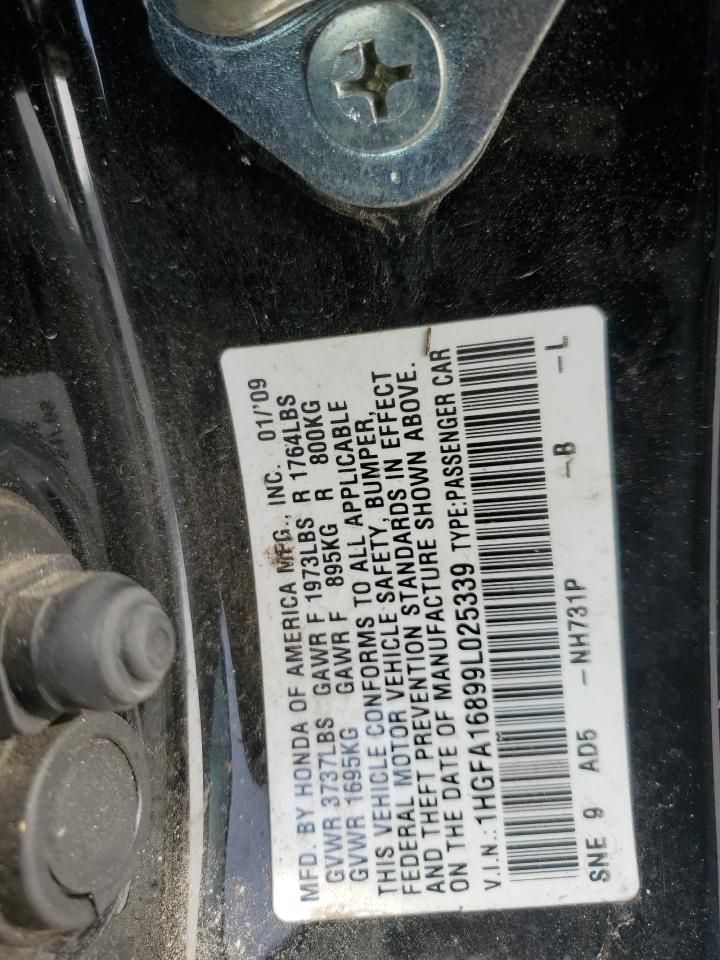 MFD. BY HONDA OF AMERICA MFG., INC. 01/'09
GVWR 3737LBS GAWR F 1973LBS R 1764LBS
GVWR 1695KG GAWR F 895KG R 800KG
THIS VEHICLE CONFORMS TO ALL APPLICABLE
FEDERAL MOTOR VEHICLE SAFETY, BUMPER,
AND THEFT PREVENTION STANDARDS IN EFFECT
ON THE DATE OF MANUFACTURE SHOWN ABOVE.
V.I.N.: 1HGFA16899L025339 TYPE:PASSENGER CAR
SNE 9 AD5 -NH731P -B -L